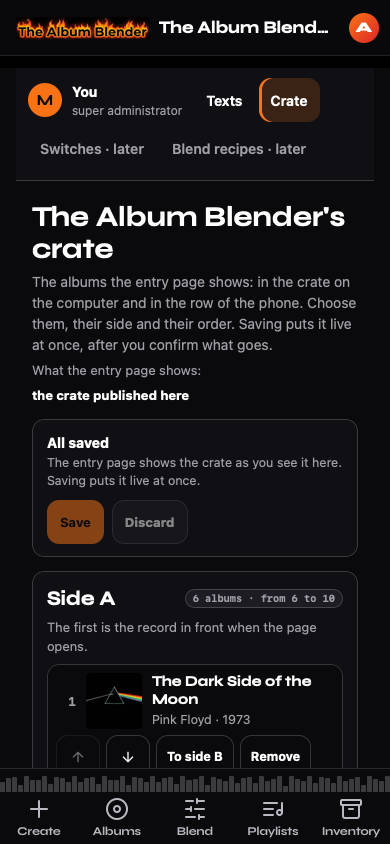 The Album Blender
The Album Blend...
A
M
You
super administrator
Texts
Crate
Switches · later
Blend recipes · later
The Album Blender's
crate
The albums the entry page shows: in the crate on
the computer and in the row of the phone. Choose
them, their side and their order. Saving puts it live
at once, after you confirm what goes.
What the entry page shows:
the crate published here
All saved
The entry page shows the crate as you see it here.
Saving puts it live at once.
Save
Discard
Side A
6 albums · from 6 to 10
The first is the record in front when the page
opens.
1
The Dark Side of the
Moon
Pink Floyd · 1973
↑
↓
To side B
Remove
Create
Albums
Blend
Playlists
Inventory